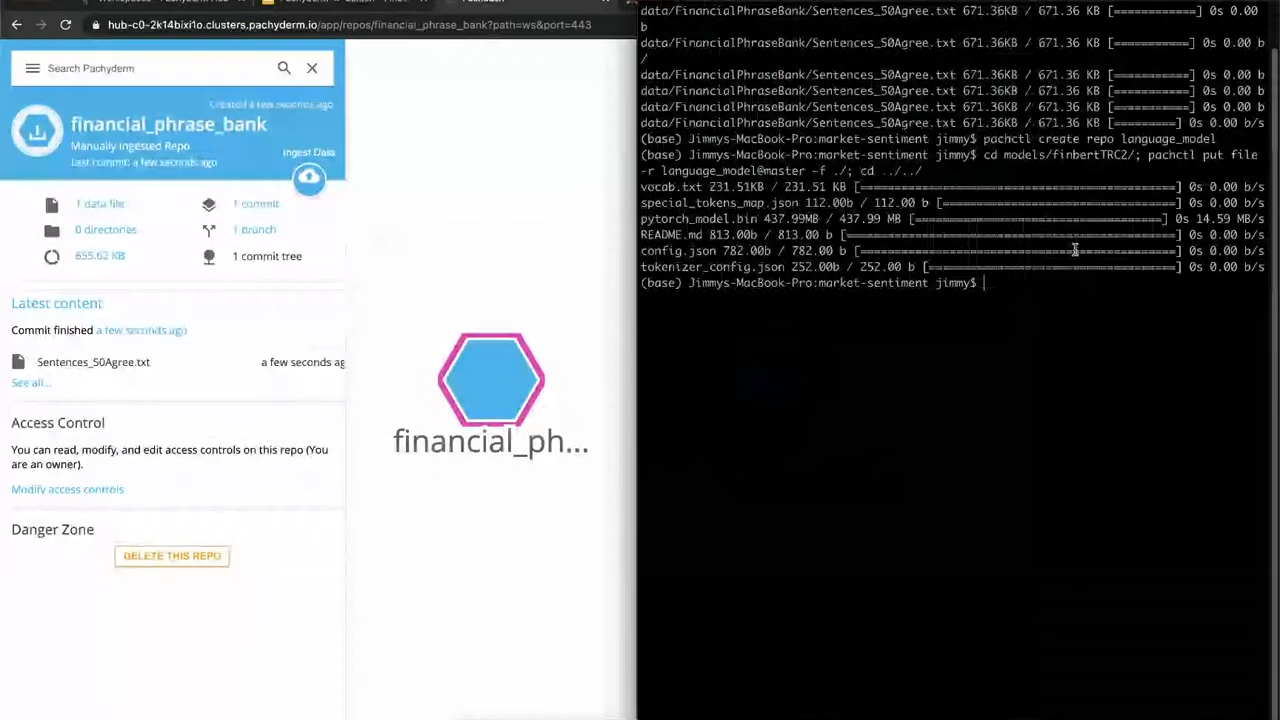 hub-c0-2k14bixi1o.clusters.pachyderm.io/app/repos/financial_phrase_bank?path=ws&port=443
Search Pachyderm
Created a few seconds ago
financial_phrase_bank
Manually Ingested Repo
Last commit: a few seconds ago
Ingest Data
1 data file
1 commit
0 directories
1 branch
655.62 KB
1 commit tree
Latest content
Commit finished a few seconds ago
Sentences_50Agree.txt
a few seconds ag
See all...
Access Control
You can read, modify, and edit access controls on this repo (You
are an owner).
Modify access controls
Danger Zone
DELETE THIS REPO
financial_ph...
data/FinancialPhraseBank/Sentences_50Agree.txt 671.36KB / 671.36 KB [============] 0s 0.00 b
b
data/FinancialPhraseBank/Sentences_50Agree.txt 671.36KB / 671.36 KB [===========] 0s 0.00 b
/
data/FinancialPhraseBank/Sentences_50Agree.txt 671.36KB / 671.36 KB [===========] 0s 0.00 b
data/FinancialPhraseBank/Sentences_50Agree.txt 671.36KB / 671.36 KB [===========] 0s 0.00 b
data/FinancialPhraseBank/Sentences_50Agree.txt 671.36KB / 671.36 KB [===========] 0s 0.00 b
data/FinancialPhraseBank/Sentences_50Agree.txt 671.36KB / 671.36 KB [===========] 0s 0.00 b/s
(base) Jimmys-MacBook-Pro:market-sentiment jimmy$ pachctl create repo language_model
(base) Jimmys-MacBook-Pro:market-sentiment jimmy$ cd models/finbertTRC2/; pachctl put file
-r language_model@master -f ./; cd ../../
vocab.txt 231.51KB / 231.51 KB [==========================================] 0s 0.00 b/s
special_tokens_map.json 112.00b / 112.00 b [===============================] 0s 0.00 b/s
pytorch_model.bin 437.99MB / 437.99 MB [================================] 0s 14.59 MB/s
README.md 813.00b / 813.00 b [============================================] 0s 0.00 b/s
config.json 782.00b / 782.00 b [==========================================] 0s 0.00 b/s
tokenizer_config.json 252.00b / 252.00 b [================================] 0s 0.00 b/s
(base) Jimmys-MacBook-Pro:market-sentiment jimmy$